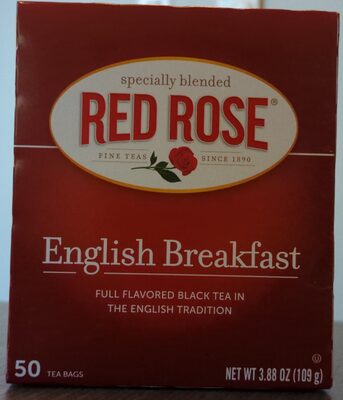 specially blended
RED ROSE®
FINE TEAS SINCE 1890
English Breakfast
FULL FLAVORED BLACK TEA IN
THE ENGLISH TRADITION
U
50 TEA BAGS NET WT 3.88 OZ (109 g)